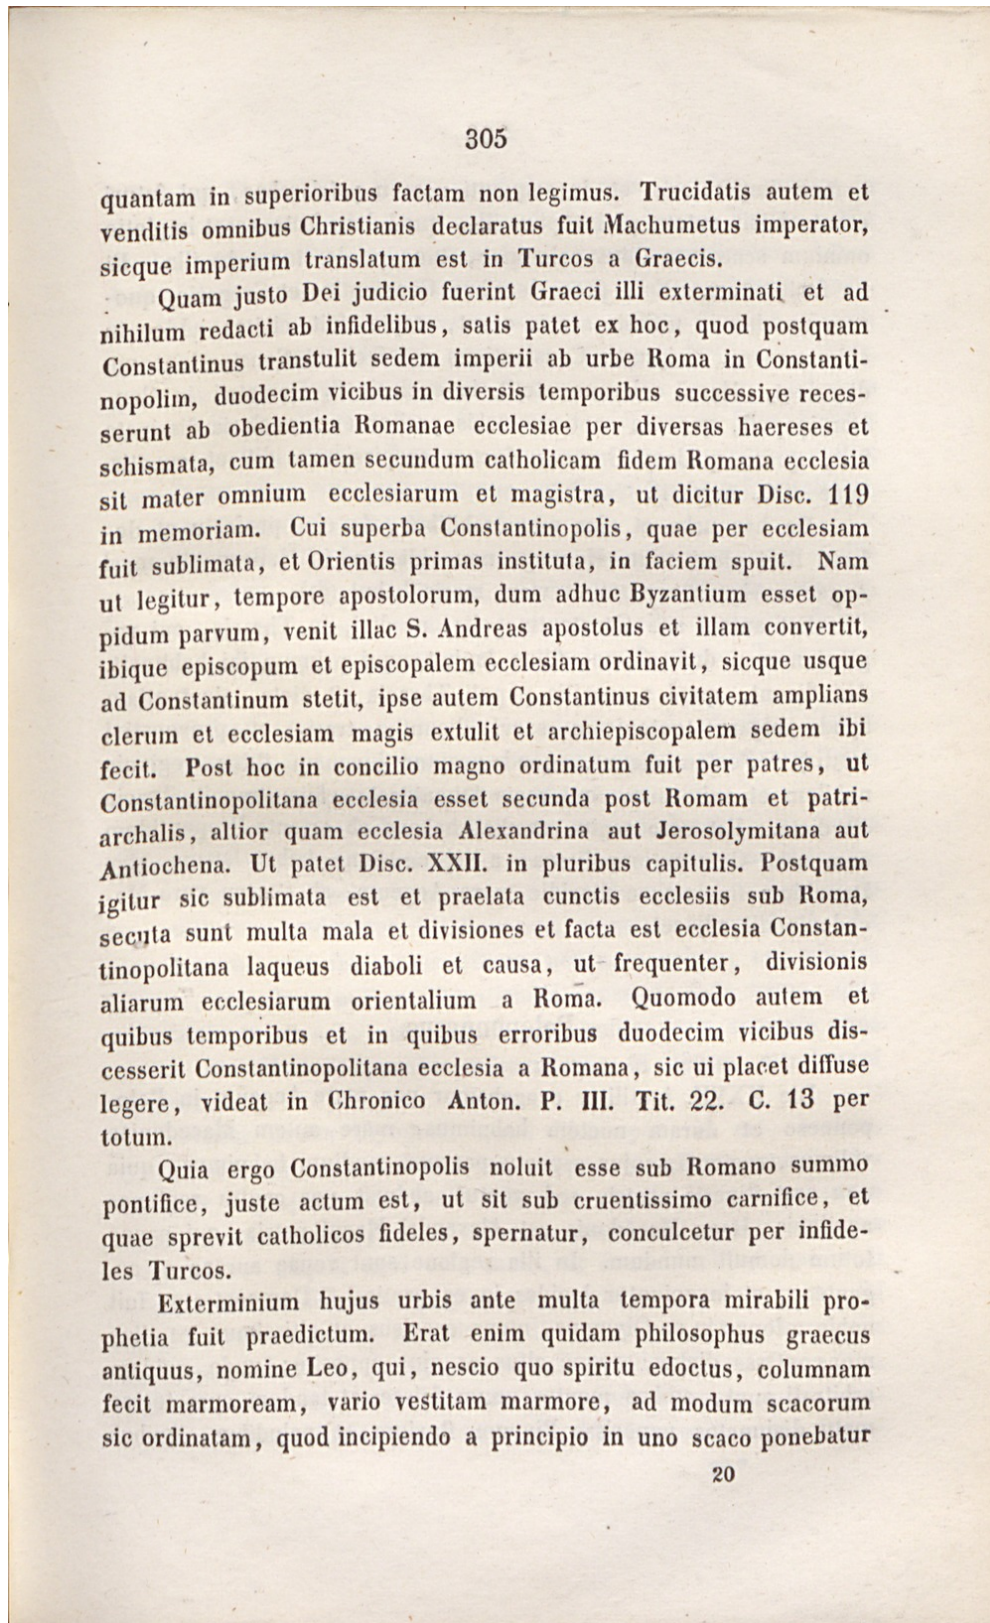 305
quantam in superioribus factam non legimus. Trucidatis autem et
venditis omnibus Christianis declaratus fuit Machumetus imperator,
sicque imperium translatum est in Turcos a Graecis.
Quam justo Dei judicio fuerint Graeci illi exterminati et ad
nihilum redacti ab infidelibus, satis patet ex hoc, quod postquam
Constantinus transtulit sedem imperii ab urbe Roma in Constanti-
nopolim, duodecim vicibus in diversis temporibus successive reces-
serunt ab obedientia Romanae ecclesiae per diversas haereses et
schismata, cum tamen secundum catholicam fidem Romana ecclesia
sit mater omnium ecclesiarum et magistra, ut dicitur Disc. 119
in memoriam. Cui superba Constantinopolis, quae per ecclesiam
fuit sublimata, et Orientis primas instituta, in faciem spuit. Nam
ut legitur, tempore apostolorum, dum adhuc Byzantium esset op-
pidum parvum, venit illac S. Andreas apostolus et illam convertit,
ibique episcopum et episcopalem ecclesiam ordinavit, sicque usque
ad Constantinum stetit, ipse autem Constantinus civitatem amplians
clerum et ecclesiam magis extulit et archiepiscopalem sedem ibi
fecit. Post hoc in concilio magno ordinatum fuit per patres, ut
Constantinopolitana ecclesia esset secunda post Romam et patri-
archalis, altior quam ecclesia Alexandrina aut Jerosolymitana aut
Antiochena. Ut patet Disc. XXII. in pluribus capitulis. Postquam
igitur sic sublimata est et praelata cunctis ecclesiis sub Roma,
secuta sunt multa mala et divisiones et facta est ecclesia Constan-
tinopolitana laqueus diaboli et causa, ut frequenter, divisionis
aliarum ecclesiarum orientalium a Roma. Quomodo autem et
quibus temporibus et in quibus erroribus duodecim vicibus dis-
cesserit Constantinopolitana ecclesia a Romana, sic ui placet diffuse
legere, videat in Chronico Anton. P. III. Tit. 22. C. 13 per
totum.
Quia ergo Constantinopolis noluit esse sub Romano summo
pontifice, juste actum est, ut sit sub cruentissimo carnifice, et
quae sprevit catholicos fideles, spernatur, conculcetur per infide-
les Turcos.
Exterminium hujus urbis ante multa tempora mirabili pro-
phetia fuit praedictum. Erat enim quidam philosophus graecus
antiquus, nomine Leo, qui, nescio quo spiritu edoctus, columnam
fecit marmoream, vario vestitam marmore, ad modum scacorum
sic ordinatam, quod incipiendo a principio in uno scaco ponebatur
20